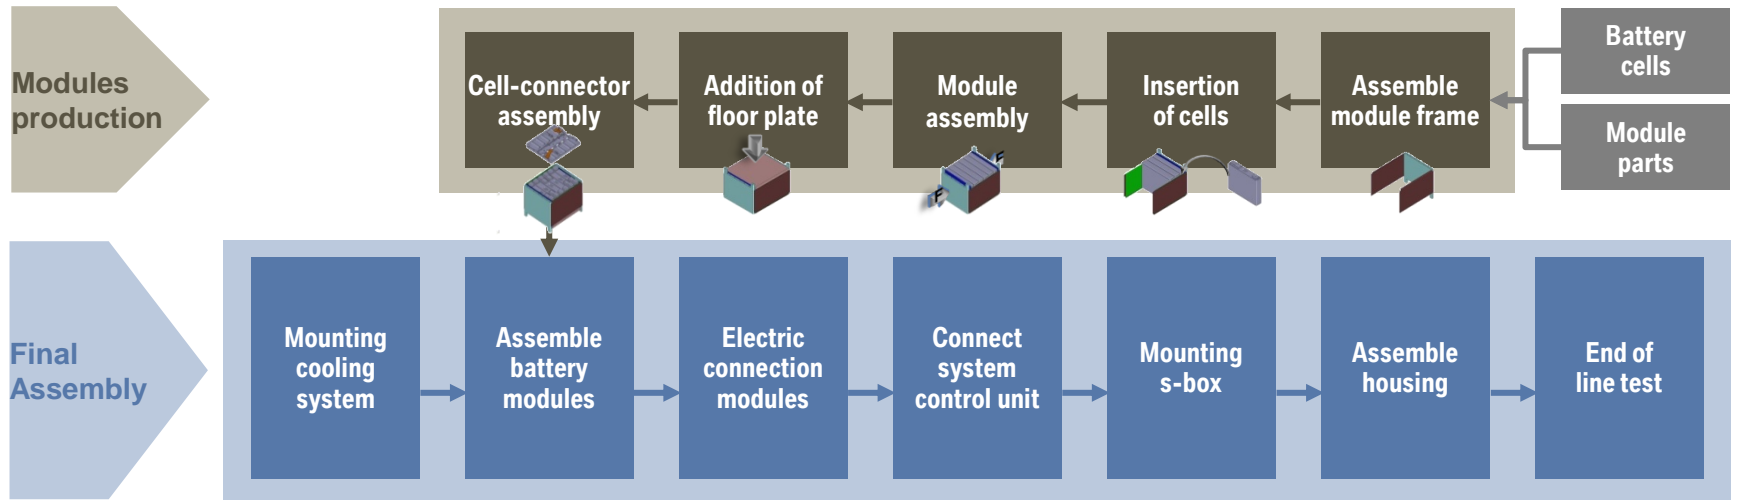 Modules
production
Cell-connector
assembly
Addition of
floor plate
Module
assembly
F
F
Insertion
of cells
Assemble
module frame
Battery
cells
Module
parts
Final
Assembly
Mounting
cooling
system
Assemble
battery
modules
Electric
connection
modules
Connect
system
control unit
Mounting
s-box
Assemble
housing
End of
line test